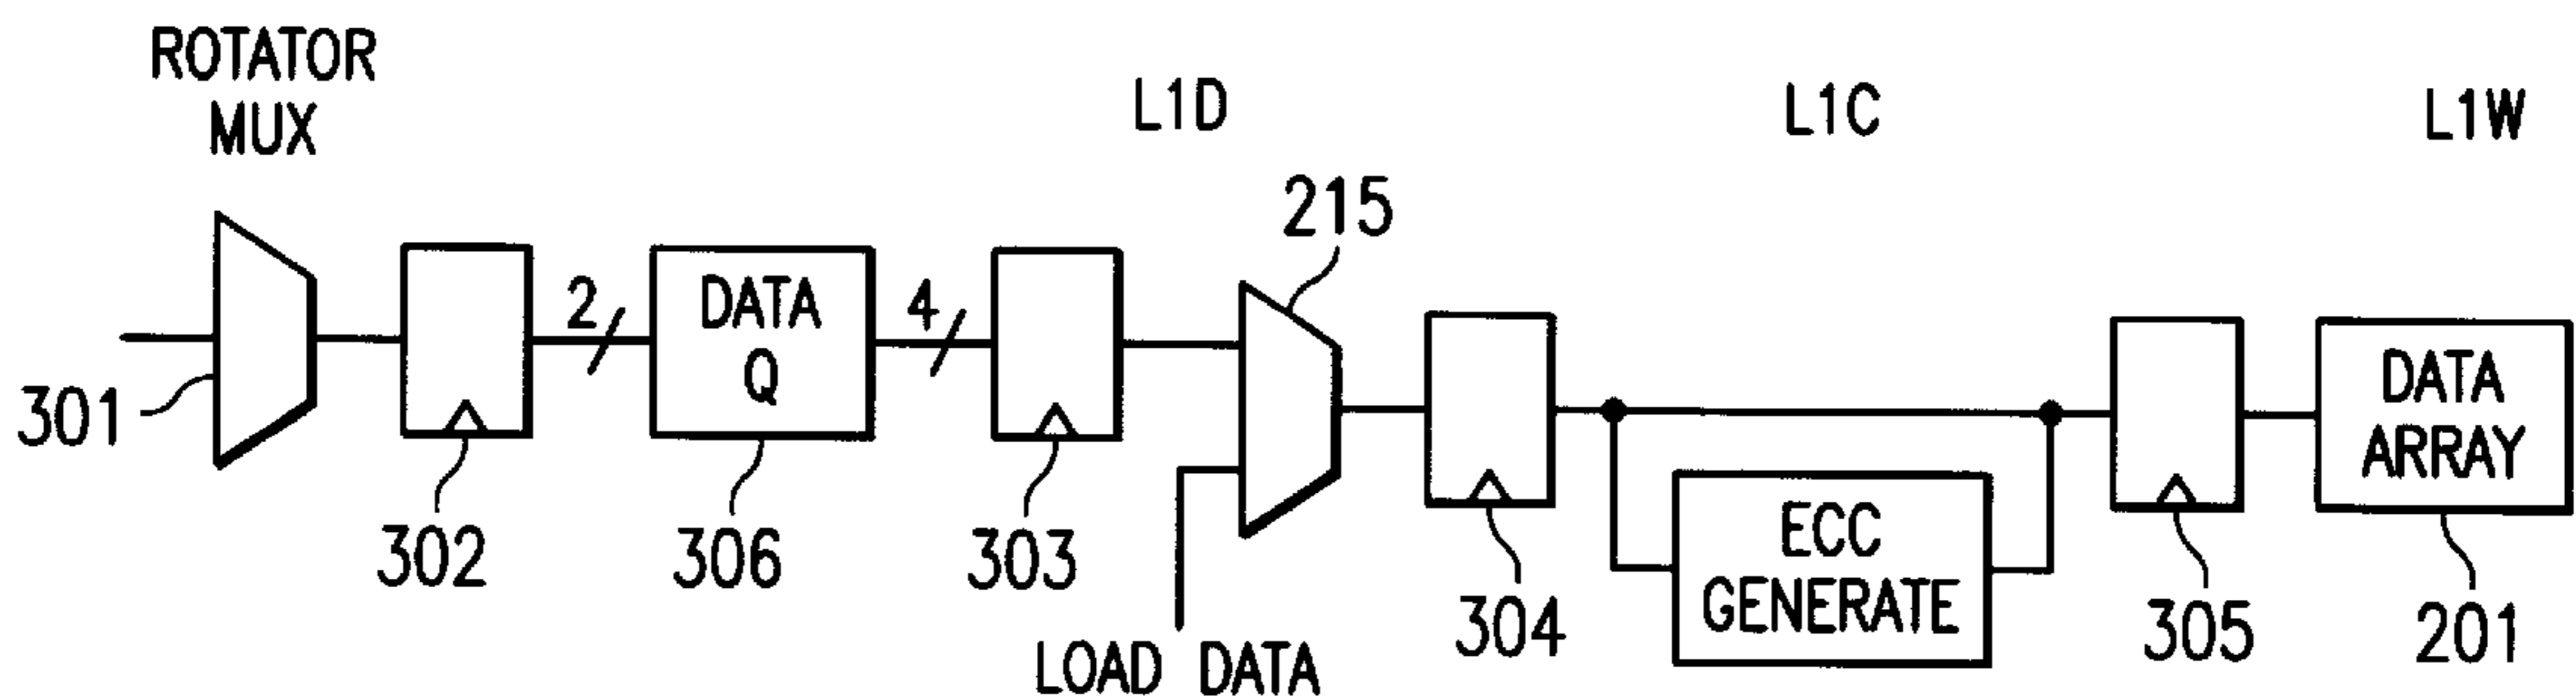 ROTATOR
MUX
L1D
L1C
L1W
215
2
4
DATA
Q
DATA
ARRAY
301
302
306
303
304
ECC
GENERATE
305
201
LOAD DATA